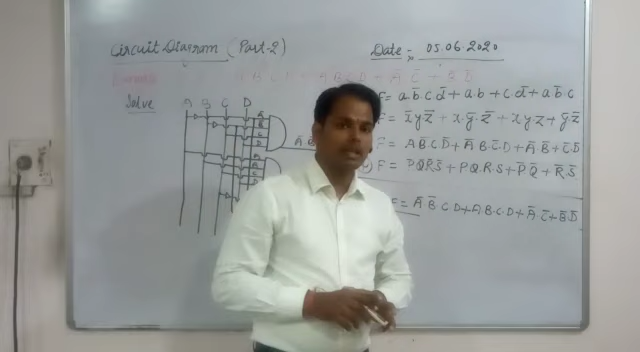 Circuit Diagram (Part-2)
Date:- 05.06.2020
A B C D + A B C D + A̅ C̅ + B̅ D̅
Solve
A B C D
F = a b̅ c d̅ + a b + c d̅ + a b̅ c
F = x̅ y z̅ + x y̅ z̅ + x y z + y̅ z̅
F = A B̅ C D̅ + A̅ B C D + A̅ B̅ + C̅ D
F = P Q R̅ S̅ + P Q R S + P̅ Q̅ + R̅ S̅
F = A̅ B̅ C D + A B C D + A̅ C̅ + B̅ D̅